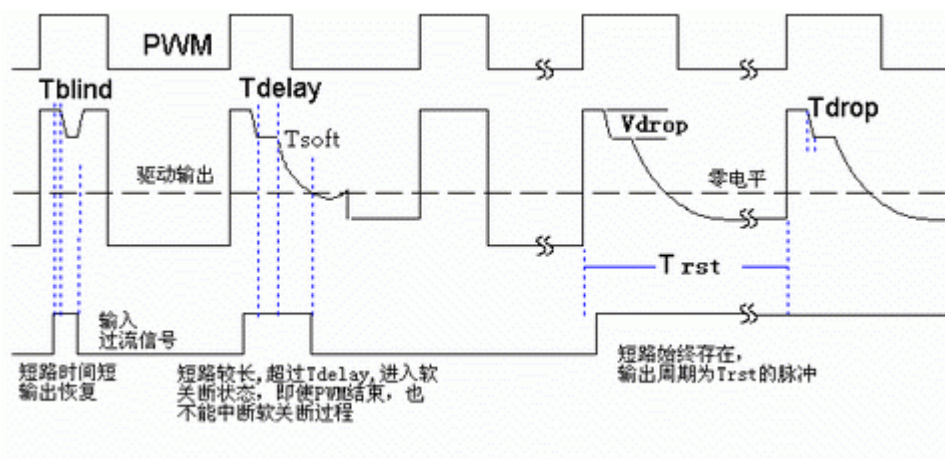 PWM
Tblind
Tdelay
Tdrop
Vdrop
Tsoft
驱动输出
零电平
T rst
输入
过流信号
短路时间短
输出恢复
短路较长,超过Tdelay,进入软
关断状态，即使PWM结束，也
不能中断软关断过程
短路始终存在，
输出周期为Trst的脉冲